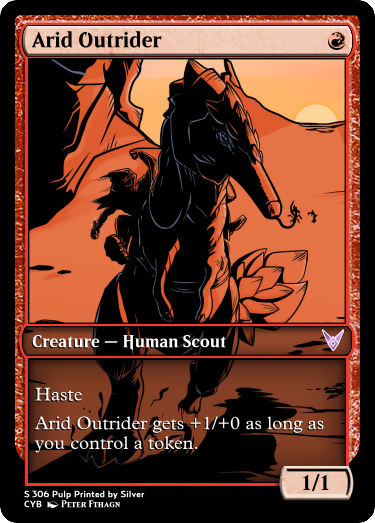 Arid Outrider
Creature — Human Scout
Haste
Arid Outrider gets +1/+0 as long as
you control a token.
1/1
S 306 Pulp Printed by Silver
CYB Peter Fthagn